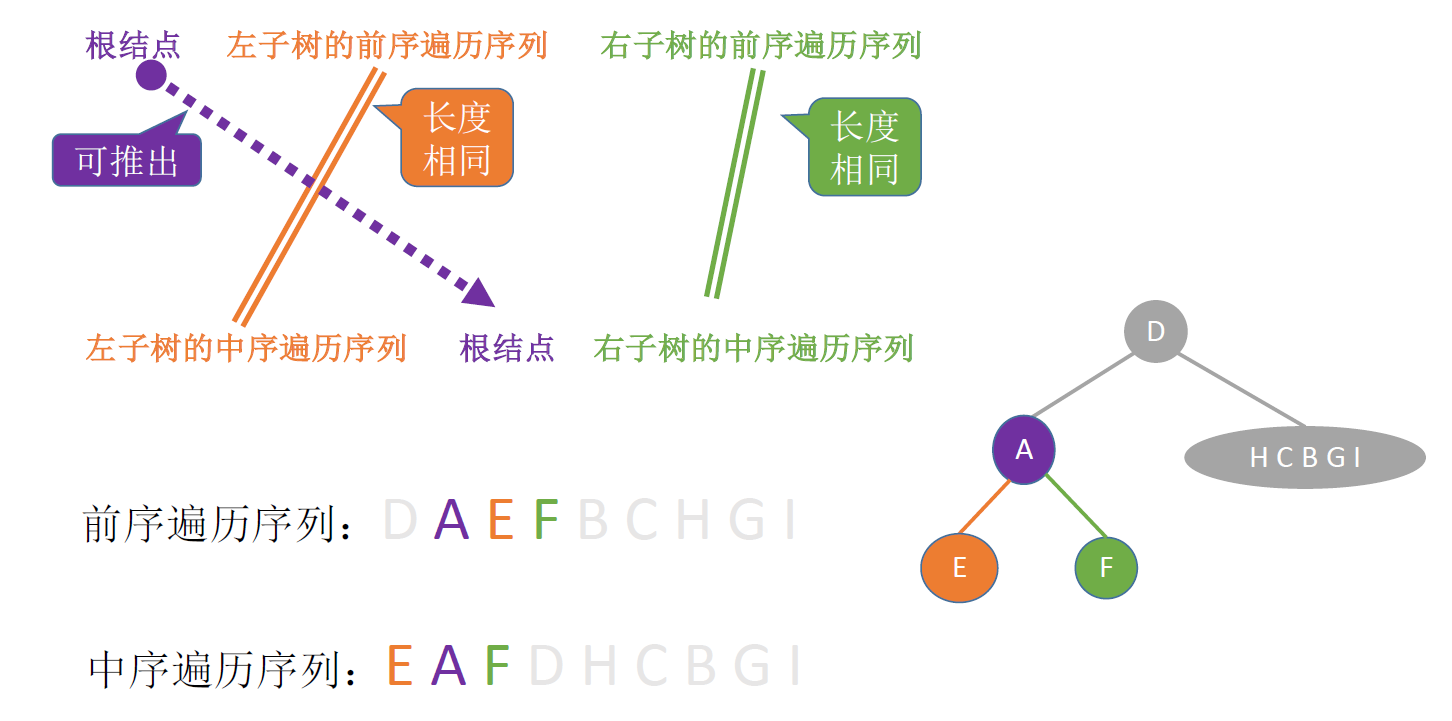 根结点 左子树的前序遍历序列 右子树的前序遍历序列
可推出
长度
相同
长度
相同
左子树的中序遍历序列 根结点 右子树的中序遍历序列
D
A
H C B G I
E
F
前序遍历序列: D A E F B C H G I
中序遍历序列: E A F D H C B G I